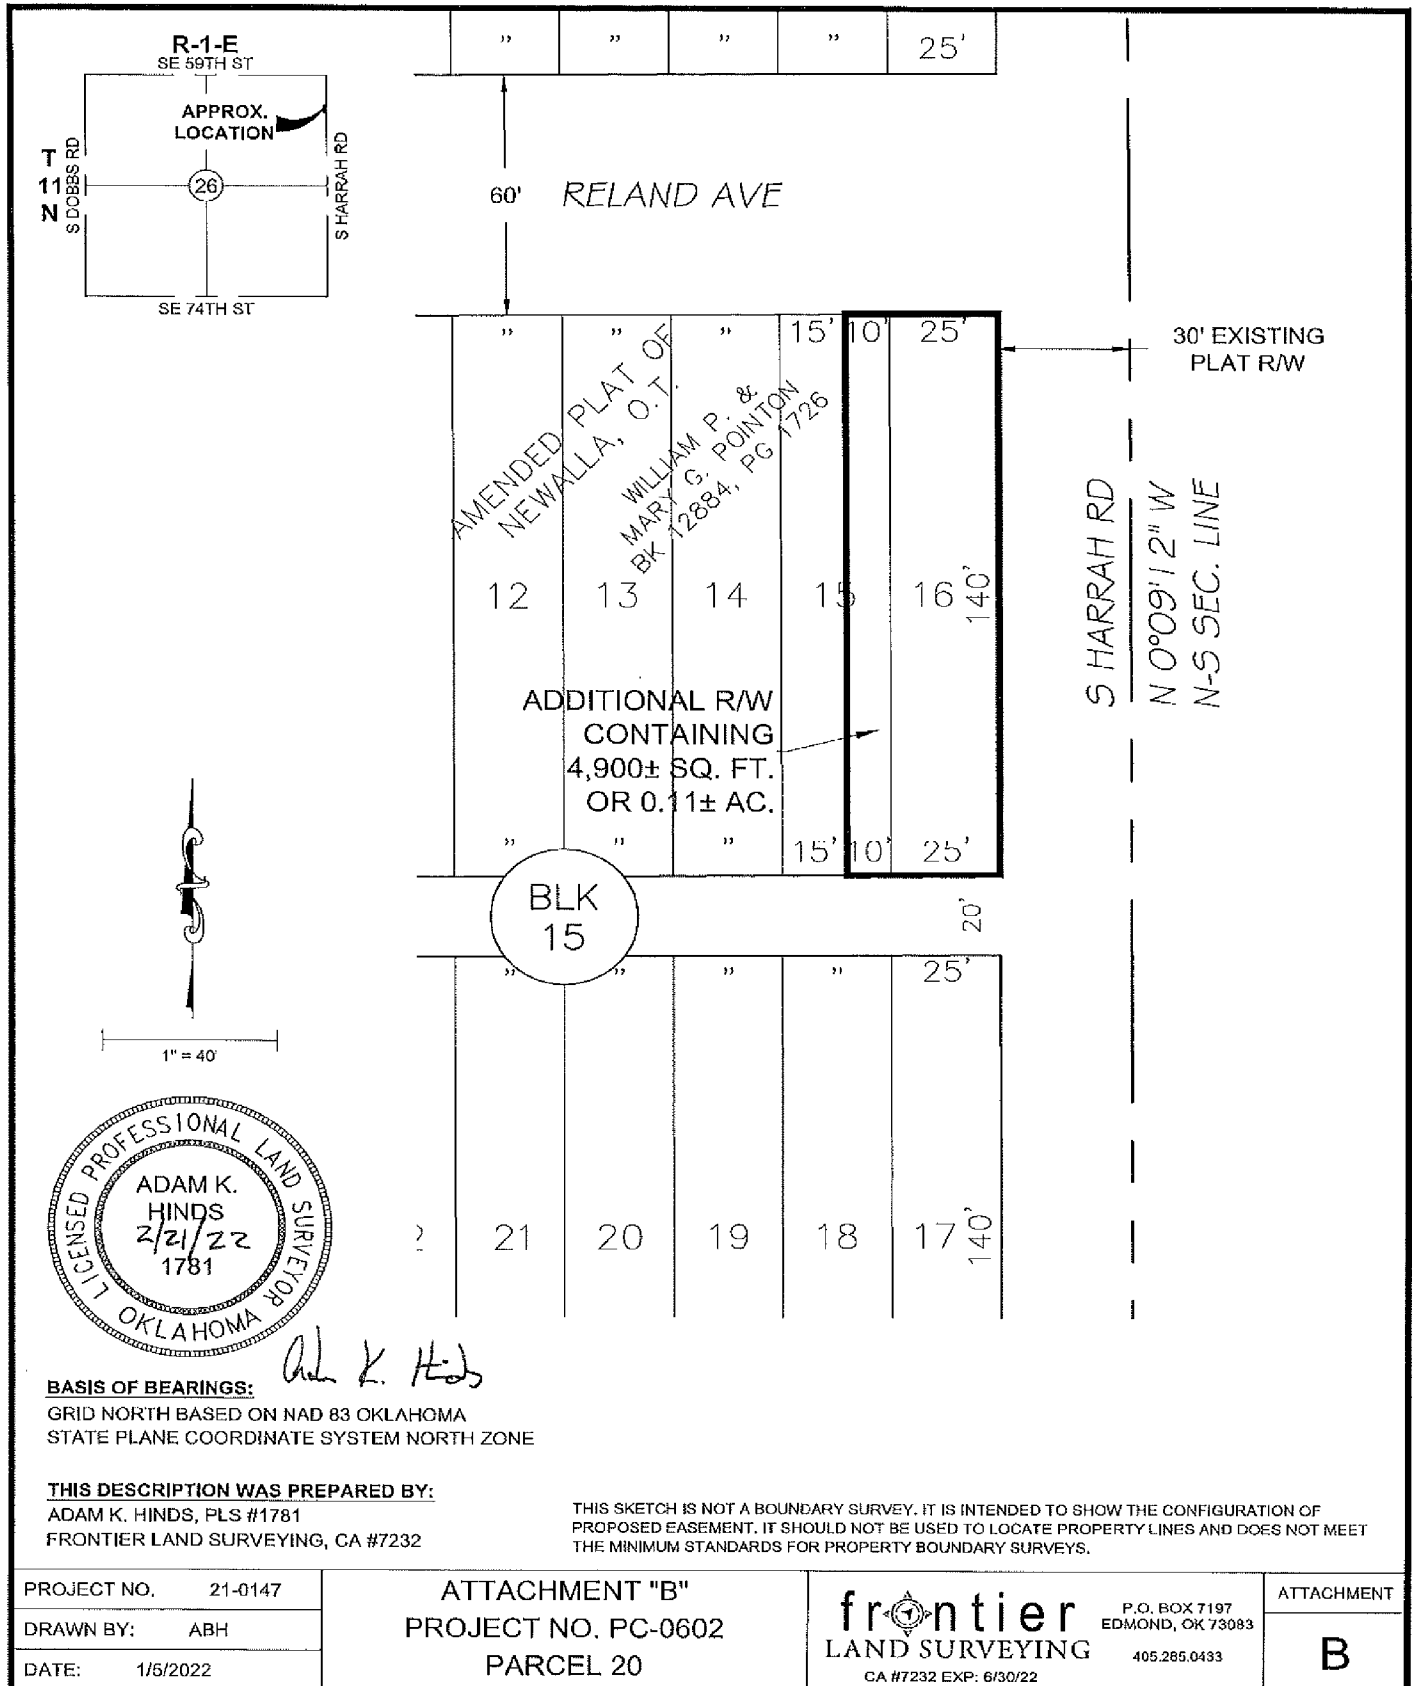 R-1-E
SE 59TH ST
APPROX.
LOCATION
T
11
N
S DOBBS RD
26
S HARRAH RD
SE 74TH ST
" " " " 25'
60' RELAND AVE
" " " 15' 10' 25'
30' EXISTING
PLAT R/W
AMENDED PLAT OF
NEWALLA, O.T.
WILLIAM P. &
MARY G. POINTON
BK 12884, PG 1726
12 13 14 15 16 140'
S HARRAH RD
N 0°09'12" W
N-S SEC. LINE
ADDITIONAL R/W
CONTAINING
4,900± SQ. FT.
OR 0.11± AC.
" " " 15' 10' 25'
BLK
15
20'
" " " " 25'
1" = 40'
21 20 19 18 17 140'
LICENSED PROFESSIONAL LAND SURVEYOR
OKLAHOMA
ADAM K.
HINDS
2/21/22
1781
Adam K. Hinds
BASIS OF BEARINGS:
GRID NORTH BASED ON NAD 83 OKLAHOMA
STATE PLANE COORDINATE SYSTEM NORTH ZONE
THIS DESCRIPTION WAS PREPARED BY:
ADAM K. HINDS, PLS #1781
FRONTIER LAND SURVEYING, CA #7232
THIS SKETCH IS NOT A BOUNDARY SURVEY. IT IS INTENDED TO SHOW THE CONFIGURATION OF
PROPOSED EASEMENT. IT SHOULD NOT BE USED TO LOCATE PROPERTY LINES AND DOES NOT MEET
THE MINIMUM STANDARDS FOR PROPERTY BOUNDARY SURVEYS.
PROJECT NO. 21-0147
DRAWN BY: ABH
DATE: 1/5/2022
ATTACHMENT "B"
PROJECT NO. PC-0602
PARCEL 20
frontier
LAND SURVEYING
CA #7232 EXP: 6/30/22
P.O. BOX 7197
EDMOND, OK 73083
405.285.0433
ATTACHMENT
B